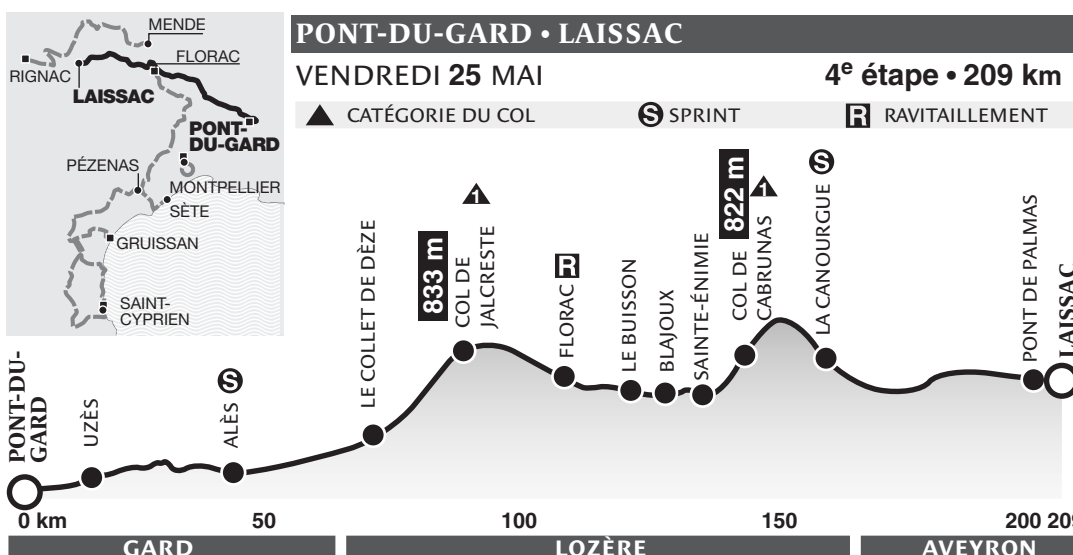 MENDE
FLORAC
RIGNAC
LAISSAC
PONT-
DU-GARD
PÉZENAS
MONTPELLIER
SÈTE
GRUISSAN
SAINT-
CYPRIEN
PONT-DU-GARD • LAISSAC
VENDREDI 25 MAI
4e étape • 209 km
CATÉGORIE DU COL
S SPRINT
R RAVITAILLEMENT
PONT-DU-
GARD
UZÈS
ALÈS S
LE COLLET DE DÈZE
833 m
COL DE
JALCRESTE
1
FLORAC R
LE BUISSON
BLAJOUX
SAINTE-ÉNIMIE
822 m
COL DE
CABRUNAS
1
LA CANOURGUE S
PONT DE PALMAS
LAISSAC
0 km 50 100 150 200 209
GARD LOZÈRE AVEYRON